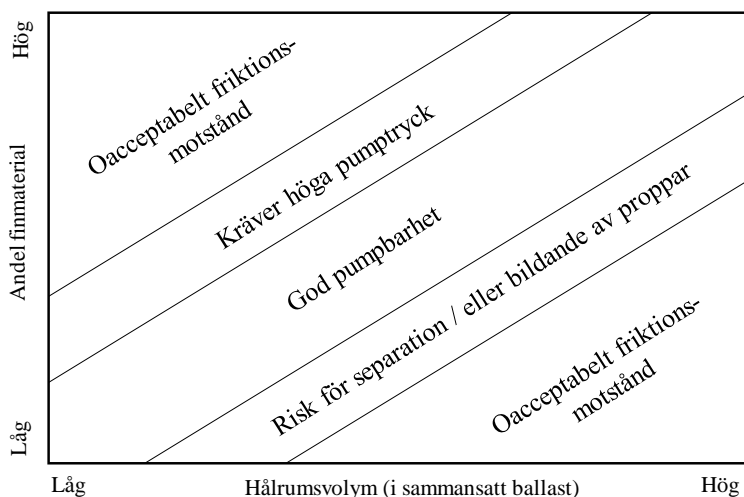 Hög
Andel finmaterial
Låg
Oacceptabelt friktions-
motstånd
Kräver höga pumptryck
God pumpbarhet
Risk för separation / eller bildande av proppar
Oacceptabelt friktions-
motstånd
Låg
Hålrumsvolym (i sammansatt ballast)
Hög